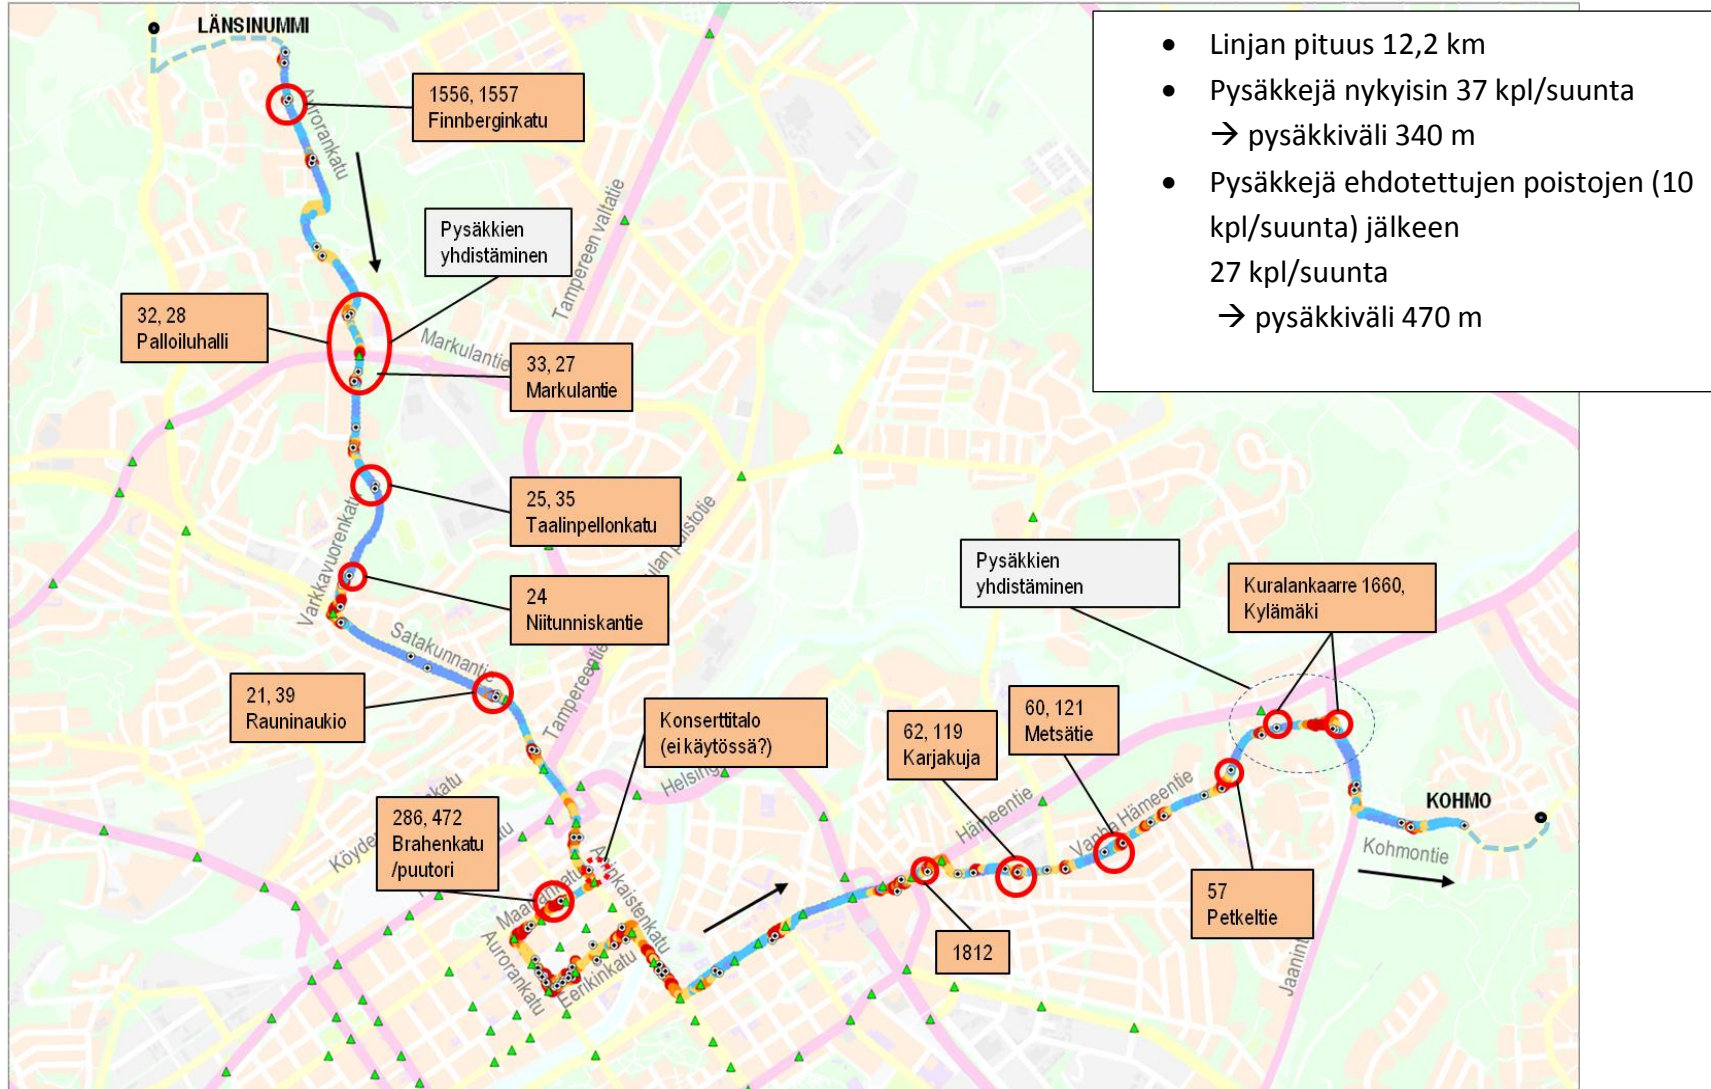 LÄNSINUMMI
1556, 1557
Finnberginkatu
Aurorankatu
Pysäkkien
yhdistäminen
Tampereen valtatie
32, 28
Palloiluhalli
Markulantie
33, 27
Markulantie
25, 35
Taalinpellonkatu
Varkkavuorenkatu
24
Niitunniskantie
Satakunnantie
21, 39
Rauninaukio
Tampereentie
Konserttitalo
(ei käytössä?)
286, 472
Brahenkatu
/puutori
Aurorankatu
Eerikinkatu
62, 119
Karjakuja
60, 121
Metsätie
Hämeentie
Vanha Hämeentie
1812
57
Petkeltie
Pysäkkien
yhdistäminen
Kuralankaarre 1660,
Kylämäki
KOHMO
Kohmontie
• Linjan pituus 12,2 km
• Pysäkkejä nykyisin 37 kpl/suunta
→ pysäkkiväli 340 m
• Pysäkkejä ehdotettujen poistojen (10
kpl/suunta) jälkeen
27 kpl/suunta
→ pysäkkiväli 470 m